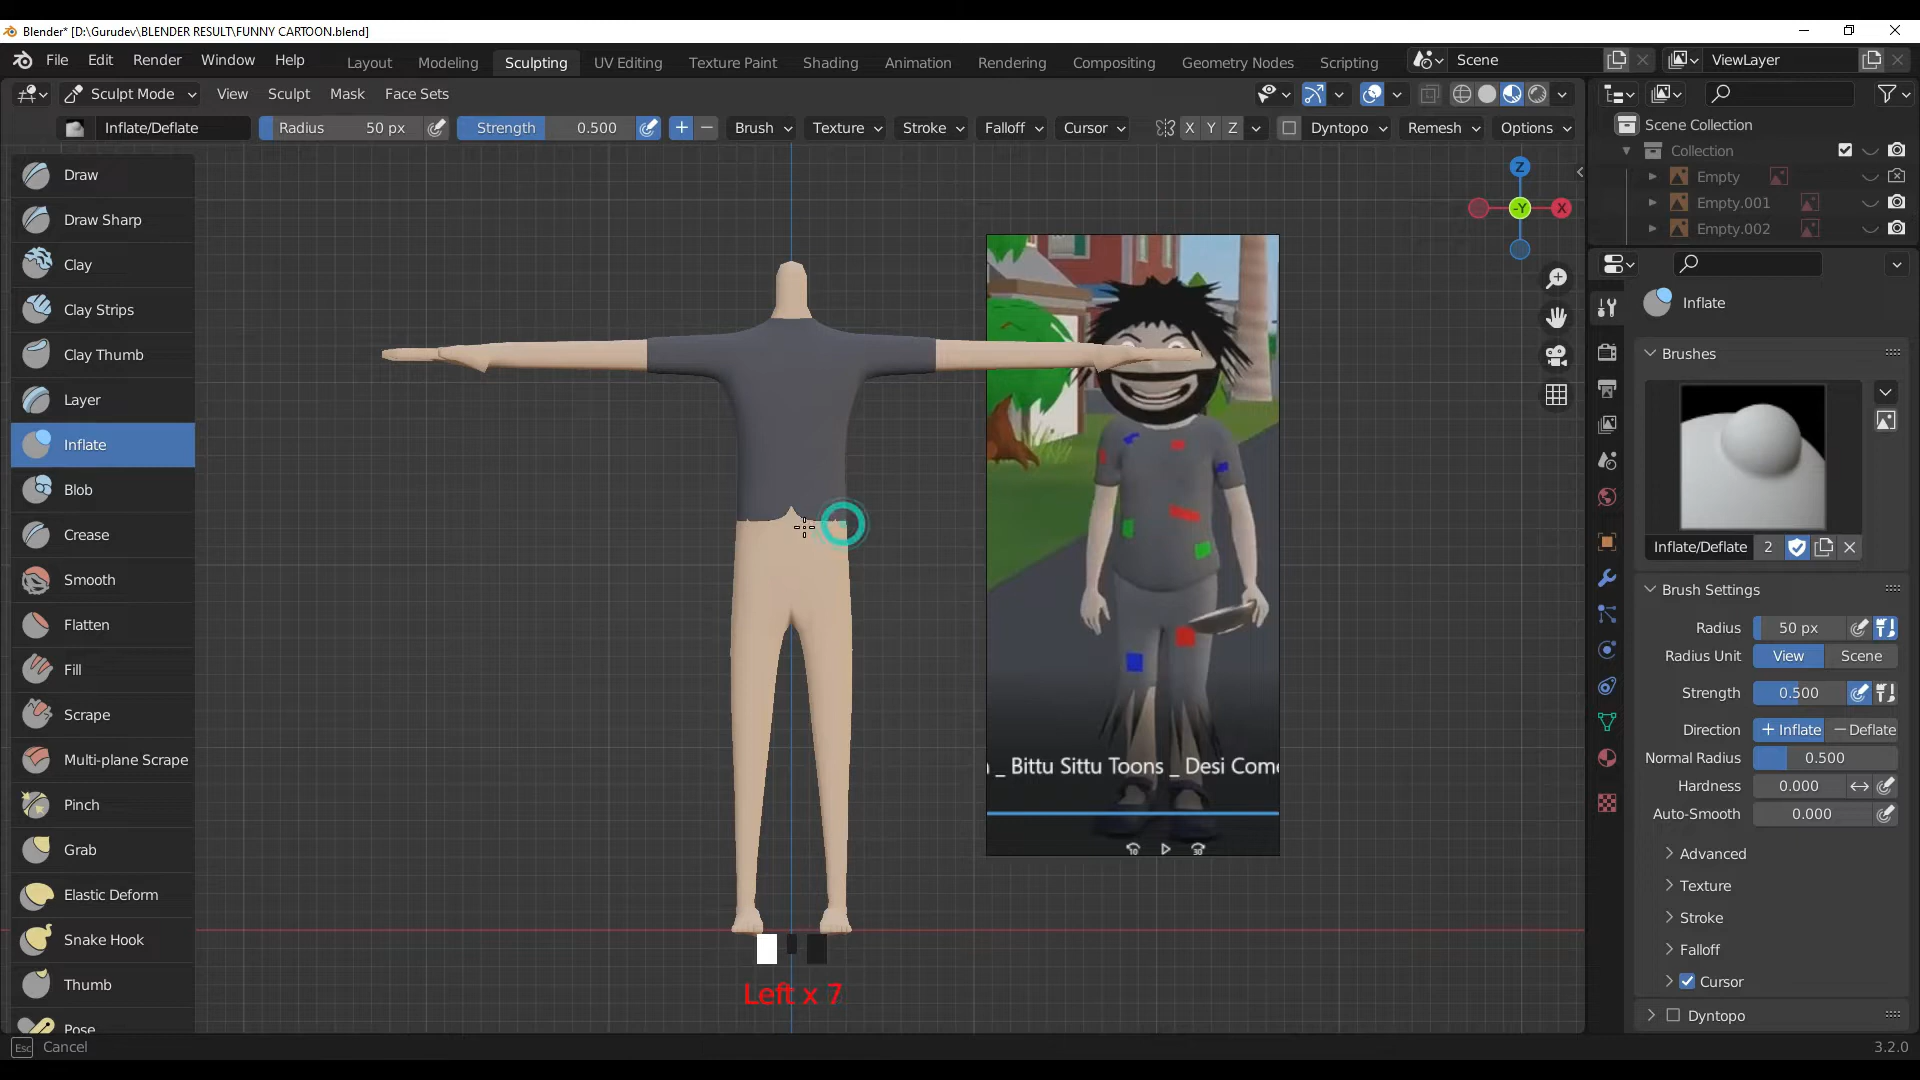 Blender* [D:\Gurudev\BLENDER RESULT\FUNNY CARTOON.blend]
File Edit Render Window Help Layout Modeling Sculpting UV Editing Texture Paint Shading Animation Rendering Compositing Geometry Nodes Scripting Scene ViewLayer
Sculpt Mode View Sculpt Mask Face Sets
Inflate/Deflate Radius 50 px Strength 0.500 Brush Texture Stroke Falloff Cursor X Y Z Dyntopo Remesh Options
Draw
Draw Sharp
Clay
Clay Strips
Clay Thumb
Layer
Inflate
Blob
Crease
Smooth
Flatten
Fill
Scrape
Multi-plane Scrape
Pinch
Grab
Elastic Deform
Snake Hook
Thumb
Pose
Z
-Y X
_ Bittu Sittu Toons _ Desi Come
10 30
Left x 7
Scene Collection
Collection
Empty
Empty.001
Empty.002
Inflate
Brushes
Inflate/Deflate 2
Brush Settings
Radius 50 px
Radius Unit View Scene
Strength 0.500
Direction + Inflate − Deflate
Normal Radius 0.500
Hardness 0.000
Auto-Smooth 0.000
Advanced
Texture
Stroke
Falloff
Cursor
Dyntopo
Esc Cancel 3.2.0